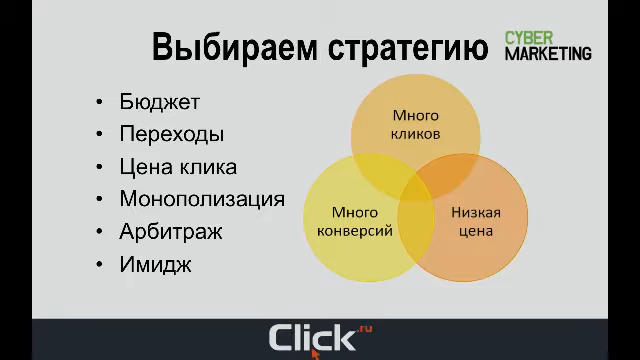 Выбираем стратегию
CYBER
MARKETING
• Бюджет
• Переходы
• Цена клика
• Монополизация
• Арбитраж
• Имидж
Много
кликов
Много
конверсий
Низкая
цена
Click.ru